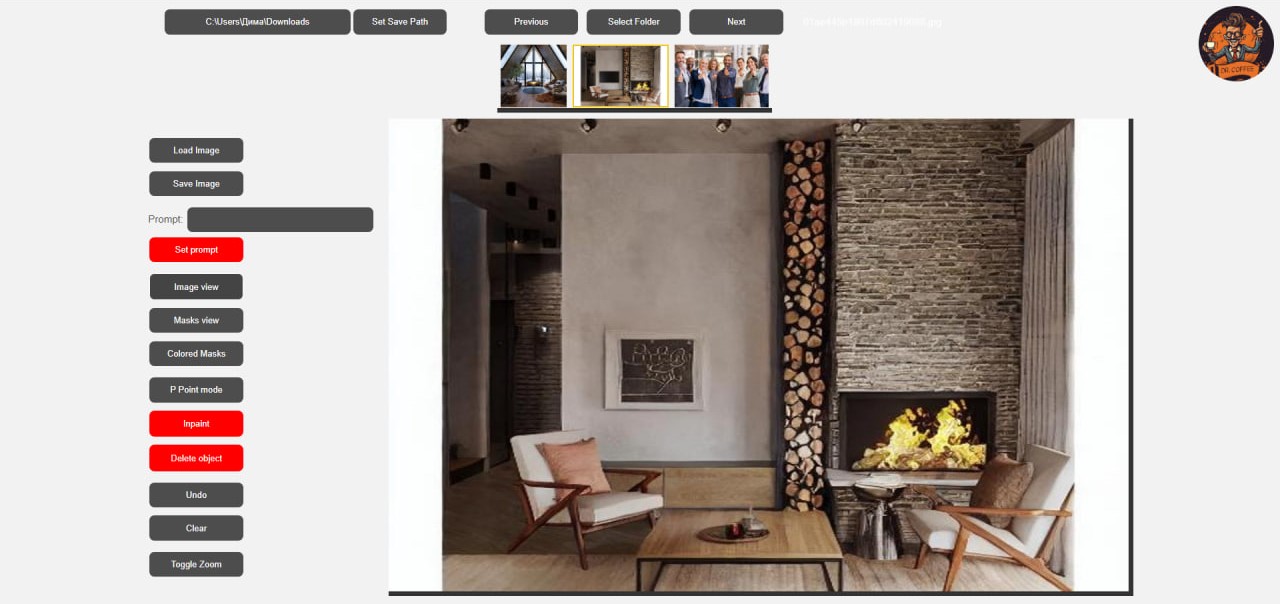 C:\Users\Дима\Downloads
Set Save Path
Previous
Select Folder
Next
DR. COFFEE
Load Image
Save Image
Prompt:
Set prompt
Image view
Masks view
Colored Masks
P Point mode
Inpaint
Delete object
Undo
Clear
Toggle Zoom